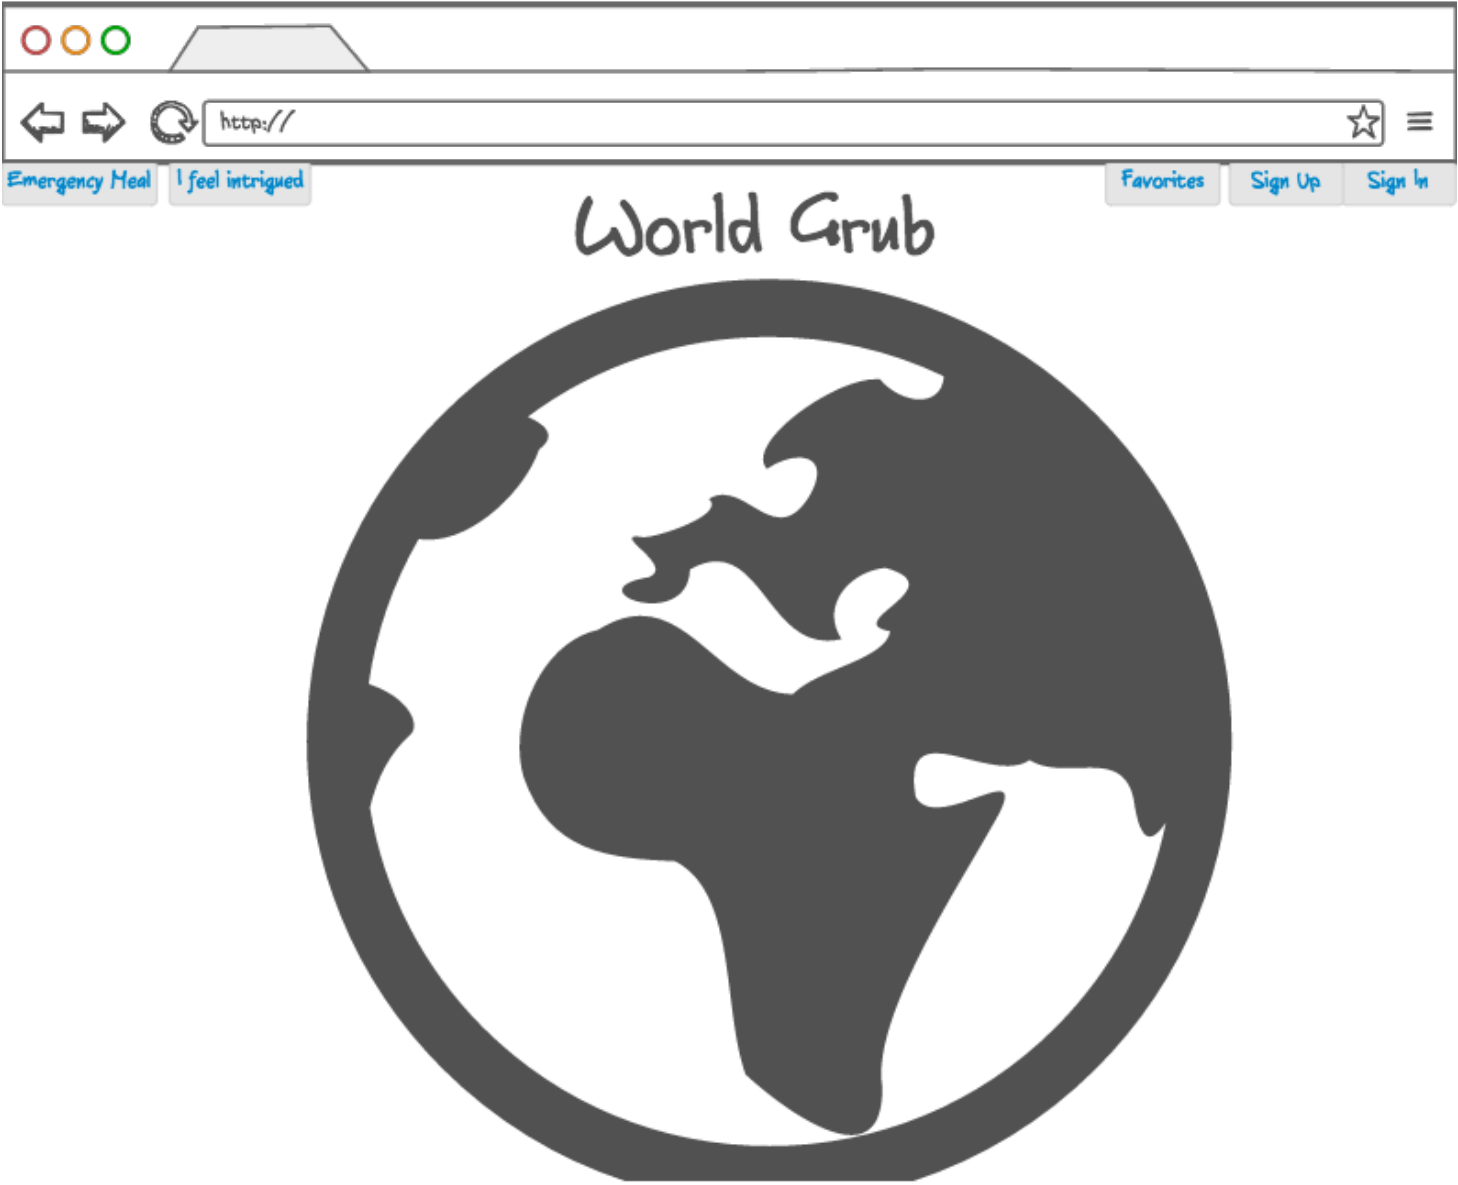 http://
Emergency Meal
I feel intrigued
Favorites
Sign Up
Sign In
World Grub